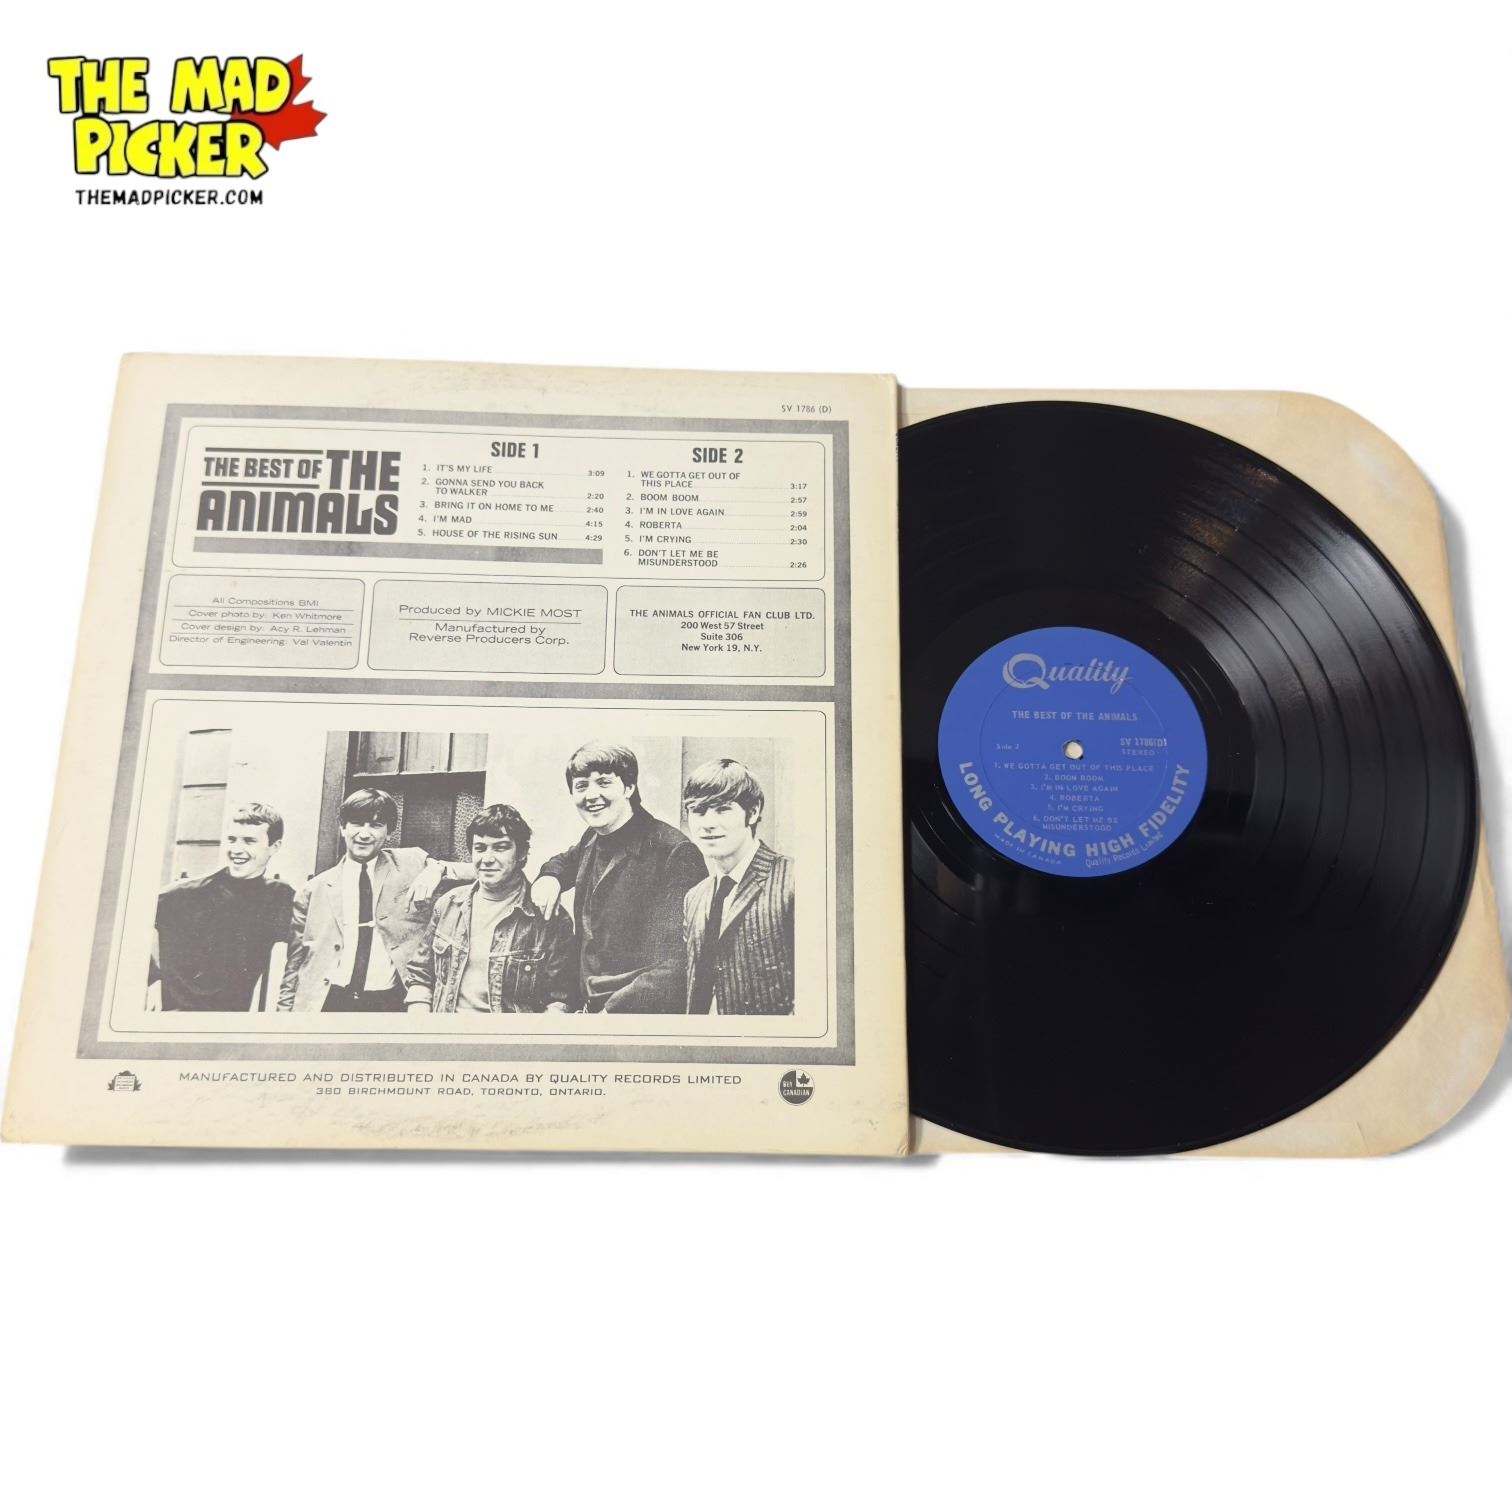 THE MAD
PICKER
THEMADPICKER.COM
SV 1786 (D)
THE BEST OF THE
ANIMALS
SIDE 1
1. IT'S MY LIFE 3:09
2. GONNA SEND YOU BACK
TO WALKER 2:20
3. BRING IT ON HOME TO ME 2:40
4. I'M MAD 4:15
5. HOUSE OF THE RISING SUN 4:29
SIDE 2
1. WE GOTTA GET OUT OF
THIS PLACE 3:17
2. BOOM BOOM 2:57
3. I'M IN LOVE AGAIN 2:59
4. ROBERTA 2:04
5. I'M CRYING 2:30
6. DON'T LET ME BE
MISUNDERSTOOD 2:26
All Compositions BMI
Cover photo by: Ken Whitmore
Cover design by: Acy R. Lehman
Director of Engineering: Val Valentin
Produced by MICKIE MOST
Manufactured by
Reverse Producers Corp.
THE ANIMALS OFFICIAL FAN CLUB LTD.
200 West 57 Street
Suite 306
New York 19, N.Y.
MANUFACTURED AND DISTRIBUTED IN CANADA BY QUALITY RECORDS LIMITED
380 BIRCHMOUNT ROAD, TORONTO, ONTARIO.
BUY
CANADIAN
Quality
THE BEST OF THE ANIMALS
Side 2
SV 1786(D)
STEREO
1. WE GOTTA GET OUT OF THIS PLACE
2. BOOM BOOM
3. I'M IN LOVE AGAIN
4. ROBERTA
5. I'M CRYING
6. DON'T LET ME BE
MISUNDERSTOOD
LONG PLAYING HIGH FIDELITY
MADE IN CANADA
Quality Records Limited